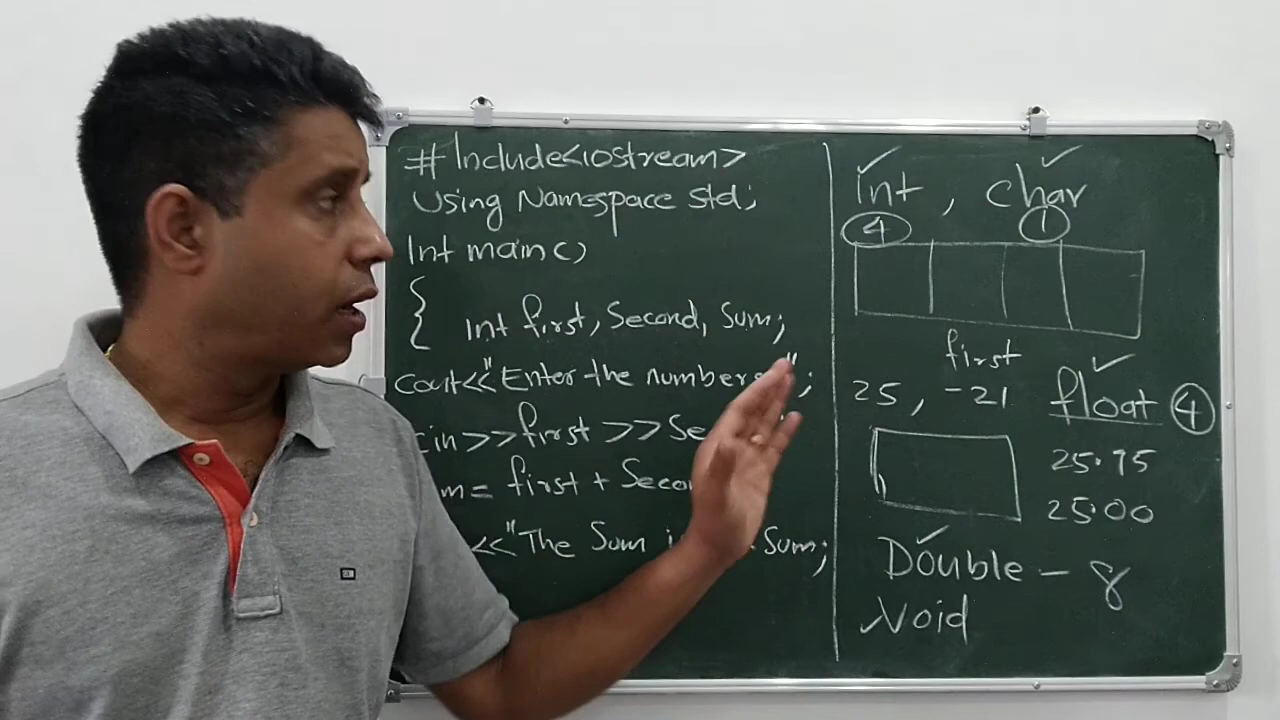 # Include<iostream>
Using Namespace std;
Int main()
{ int first, Second, Sum;
cout<<"Enter the numbers";
cin>>first >>Se
m= first + Secon
<<"The Sum is Sum;
int , char
4 1
first
25 , -21
float 4
25.75
25.00
Double - 8
Void